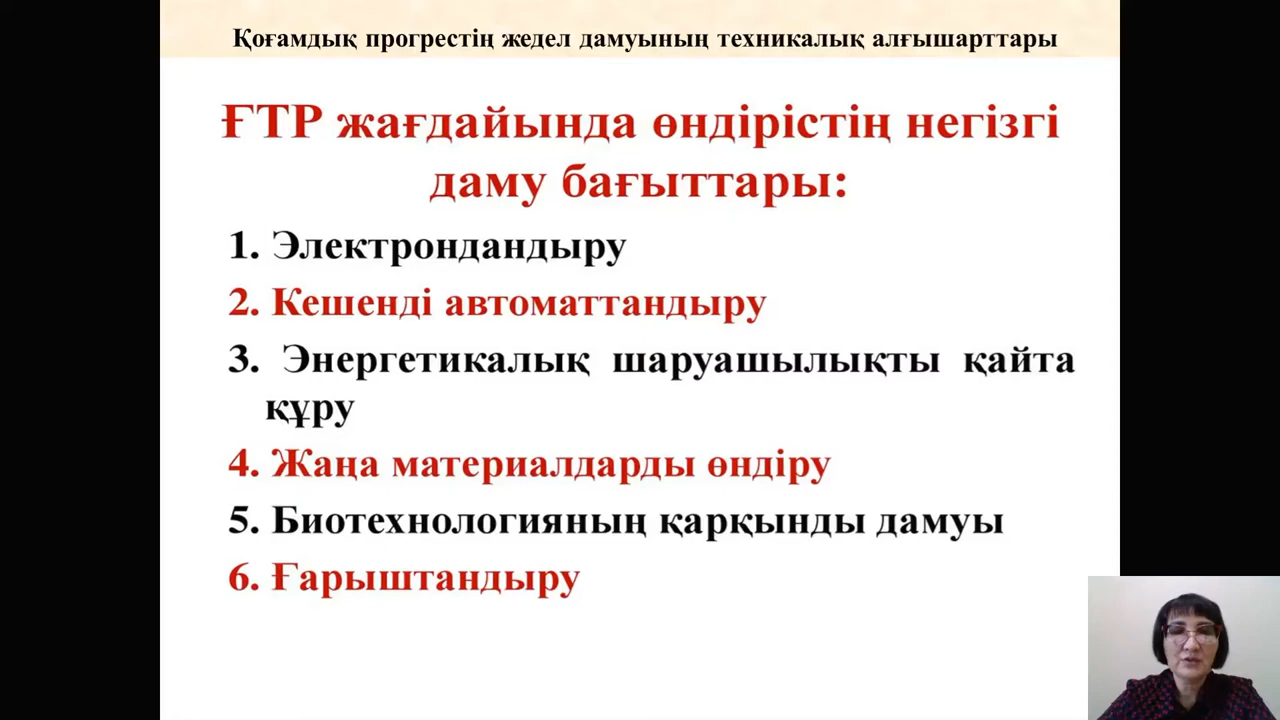 Қоғамдық прогрестің жедел дамуының техникалық алғышарттары
ҒТР жағдайында өндірістің негізгі
даму бағыттары:
1. Электрондандыру
2. Кешенді автоматтандыру
3. Энергетикалық шаруашылықты қайта
құру
4. Жаңа материалдарды өндіру
5. Биотехнологияның қарқынды дамуы
6. Ғарыштандыру